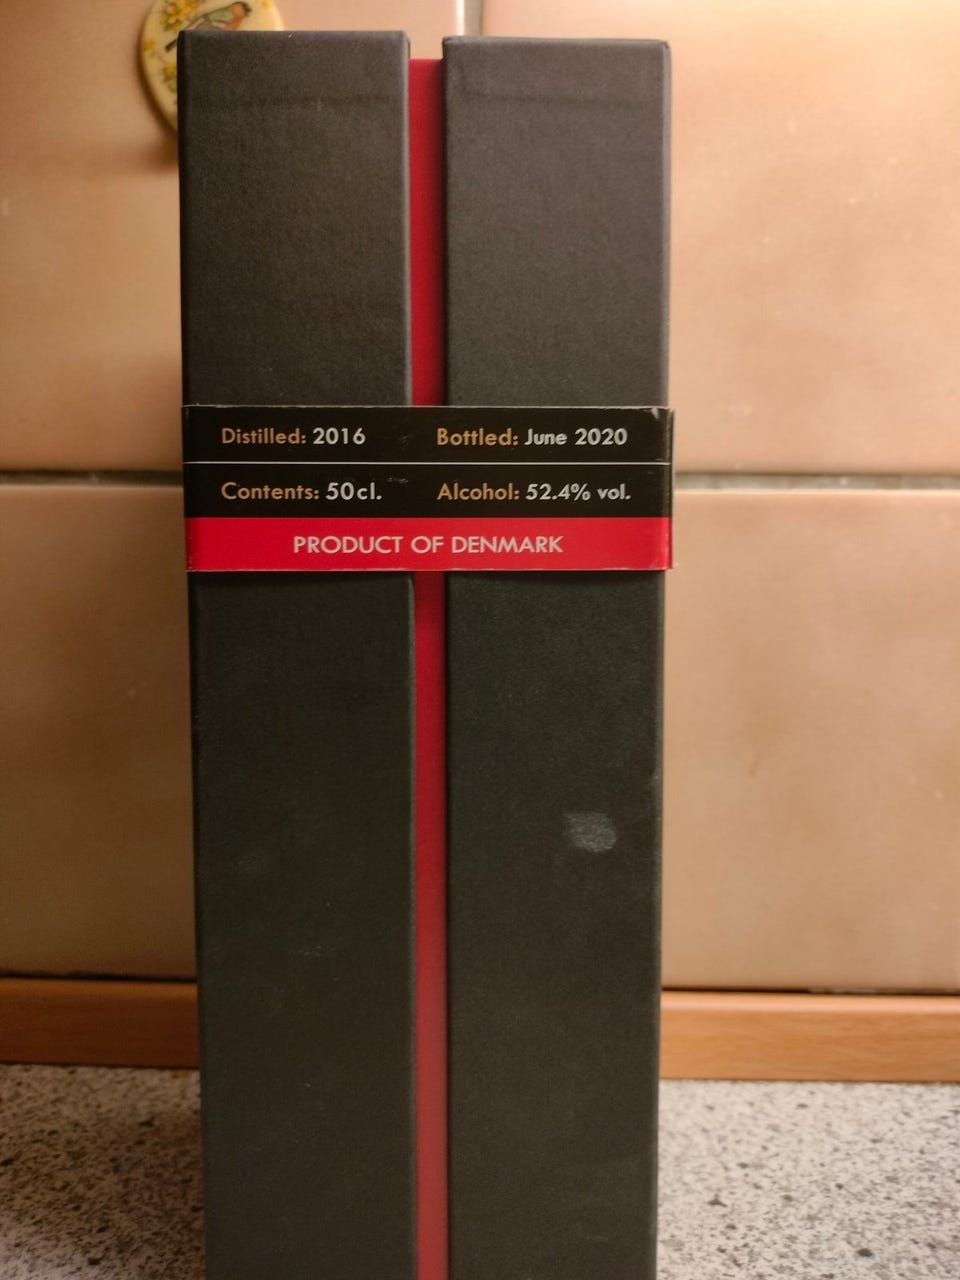 Distilled: 2016 Bottled: June 2020
Contents: 50cl. Alcohol: 52.4% vol.
PRODUCT OF DENMARK